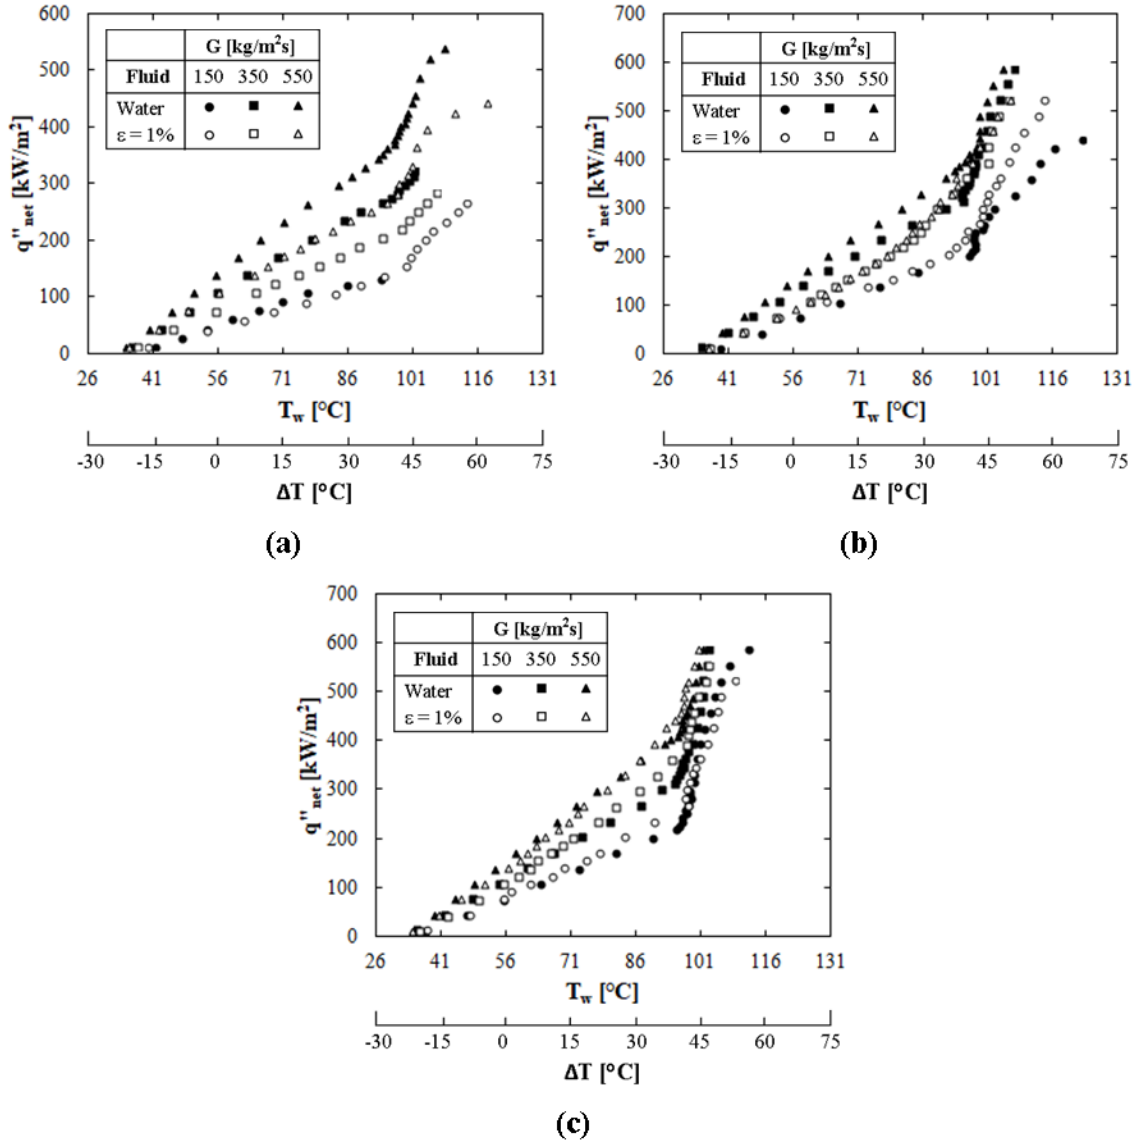 600
500
400
300
200
100
0
q"net [kW/m²]
G [kg/m²s]
Fluid 150 350 550
Water
ε = 1%
26 41 56 71 86 101 116 131
Tw [°C]
-30 -15 0 15 30 45 60 75
ΔT [°C]
(a)
700
600
500
400
300
200
100
0
q"net [kW/m²]
G [kg/m²s]
Fluid 150 350 550
Water
ε = 1%
26 41 56 71 86 101 116 131
Tw [°C]
-30 -15 0 15 30 45 60 75
ΔT [°C]
(b)
700
600
500
400
300
200
100
0
q"net [kW/m²]
G [kg/m²s]
Fluid 150 350 550
Water
ε = 1%
26 41 56 71 86 101 116 131
Tw [°C]
-30 -15 0 15 30 45 60 75
ΔT [°C]
(c)